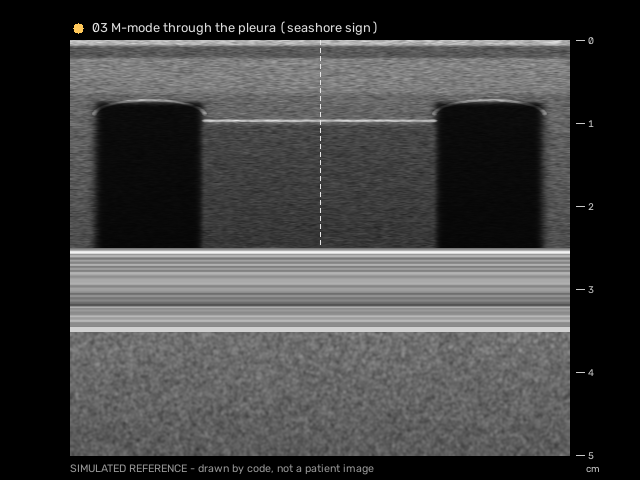 03 M-mode through the pleura (seashore sign)
0
1
2
3
4
5
SIMULATED REFERENCE - drawn by code, not a patient image
cm